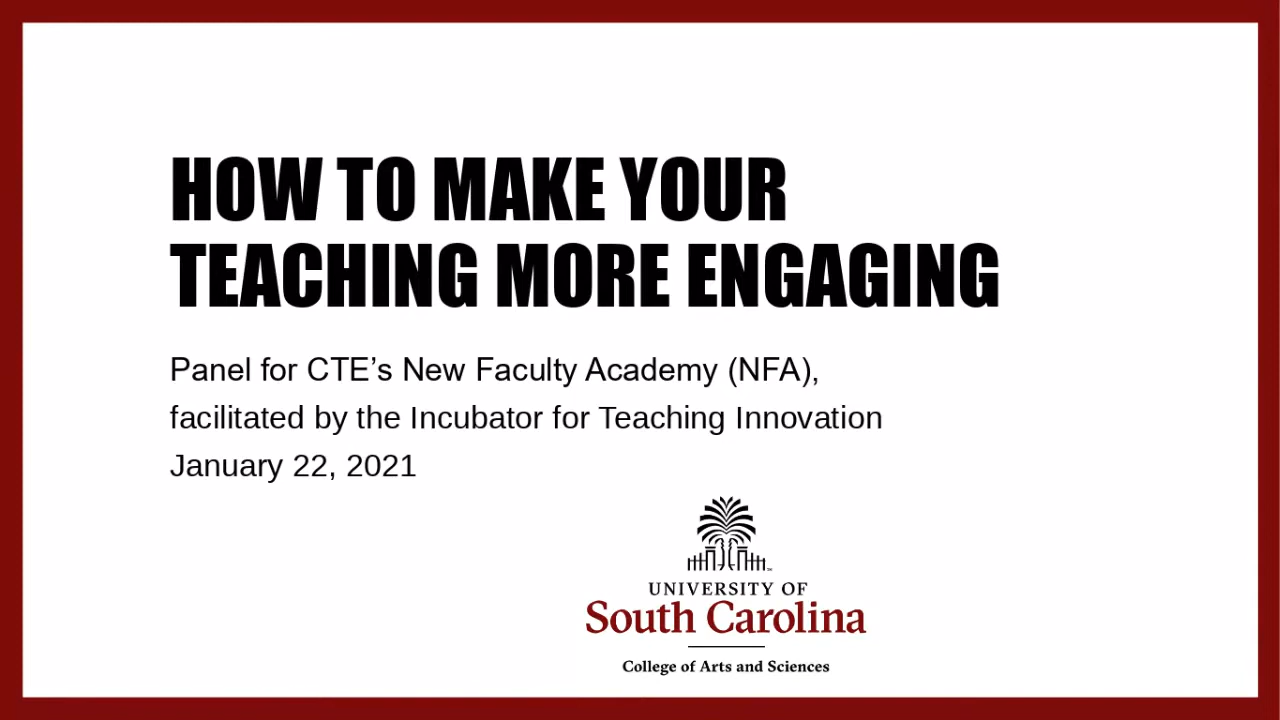 HOW TO MAKE YOUR
TEACHING MORE ENGAGING
Panel for CTE’s New Faculty Academy (NFA),
facilitated by the Incubator for Teaching Innovation
January 22, 2021
UNIVERSITY OF
South Carolina
College of Arts and Sciences